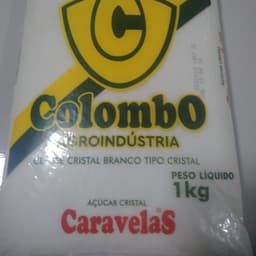 C
Colombo
AGROINDÚSTRIA
CRISTAL BRANCO TIPO CRISTAL
PESO LÍQUIDO
1kg
AÇÚCAR CRISTAL
Caravelas